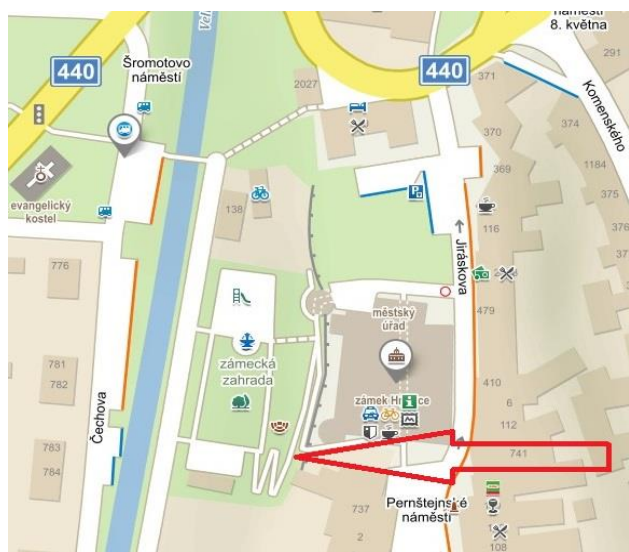 náměstí
8. května
440
Šromotovo
náměstí
440
2027
371
291
Komenského
370
374
369
1184
evangelický
kostel
138
116
375
376
Jiráskova
776
městský
úřad
479
zámecká
zahrada
781
782
zámek
410
6
Čechova
112
783
784
741
Pernštejnské
náměstí
737
2
108